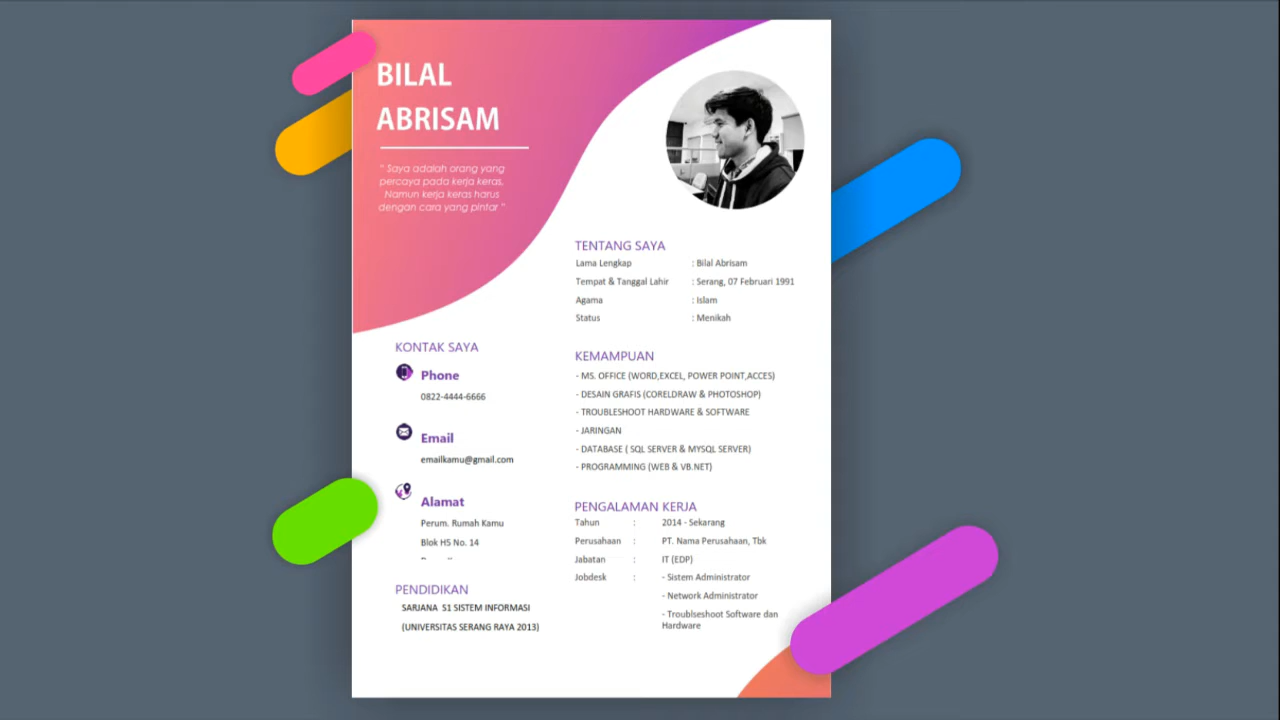 BILAL
ABRISAM
" Saya adalah orang yang
percaya pada kerja keras,
Namun kerja keras harus
dengan cara yang pintar "
TENTANG SAYA
Lama Lengkap : Bilal Abrisam
Tempat & Tanggal Lahir : Serang, 07 Februari 1991
Agama : Islam
Status : Menikah
KONTAK SAYA
Phone
0822-4444-6666
Email
emailkamu@gmail.com
Alamat
Perum. Rumah Kamu
Blok H5 No. 14
PENDIDIKAN
SARJANA S1 SISTEM INFORMASI
(UNIVERSITAS SERANG RAYA 2013)
KEMAMPUAN
- MS. OFFICE (WORD,EXCEL, POWER POINT,ACCES)
- DESAIN GRAFIS (CORELDRAW & PHOTOSHOP)
- TROUBLESHOOT HARDWARE & SOFTWARE
- JARINGAN
- DATABASE ( SQL SERVER & MYSQL SERVER)
- PROGRAMMING (WEB & VB.NET)
PENGALAMAN KERJA
Tahun : 2014 - Sekarang
Perusahaan : PT. Nama Perusahaan, Tbk
Jabatan : IT (EDP)
Jobdesk : - Sistem Administrator
- Network Administrator
- Troublseshoot Software dan
Hardware